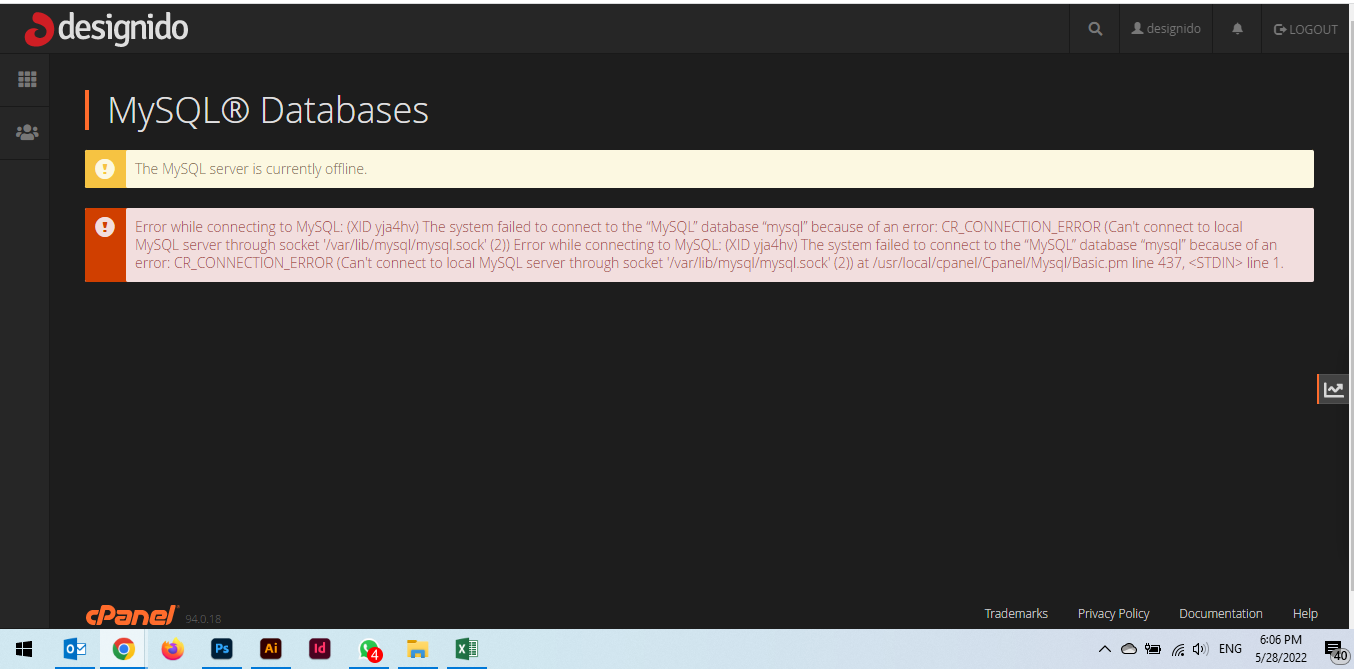 designido
designido
LOGOUT
MySQL® Databases
The MySQL server is currently offline.
Error while connecting to MySQL: (XID yja4hv) The system failed to connect to the “MySQL” database “mysql” because of an error: CR_CONNECTION_ERROR (Can't connect to local
MySQL server through socket '/var/lib/mysql/mysql.sock' (2)) Error while connecting to MySQL: (XID yja4hv) The system failed to connect to the “MySQL” database “mysql” because of an
error: CR_CONNECTION_ERROR (Can't connect to local MySQL server through socket '/var/lib/mysql/mysql.sock' (2)) at /usr/local/cpanel/Cpanel/Mysql/Basic.pm line 437, <STDIN> line 1.
cPanel 94.0.18
Trademarks Privacy Policy Documentation Help
Ps
Ai
Id
4
ENG
6:06 PM
5/28/2022
40